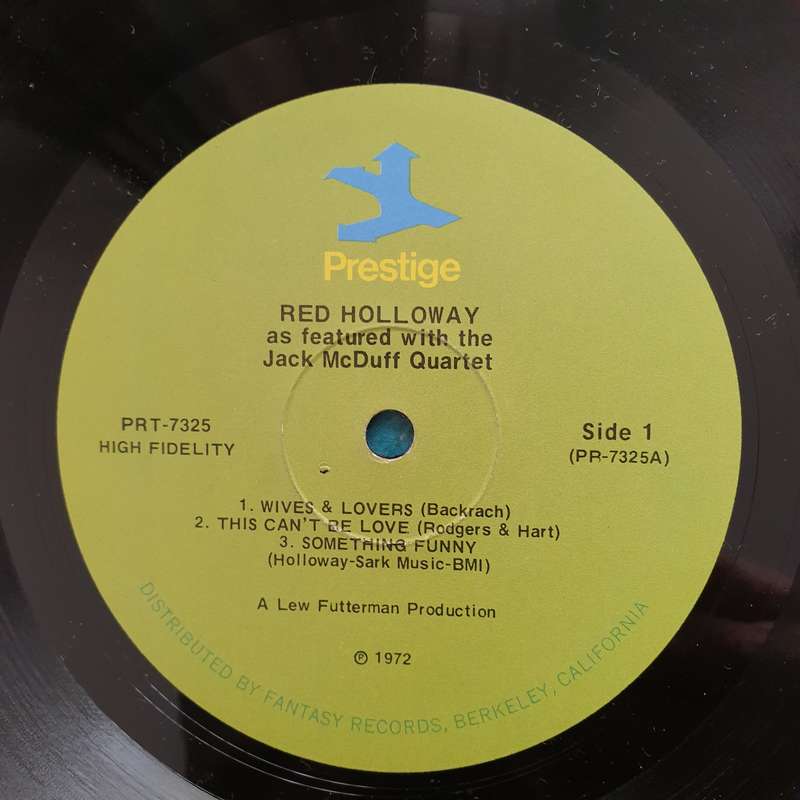 Prestige
RED HOLLOWAY
as featured with the
Jack McDuff Quartet
PRT-7325
HIGH FIDELITY
Side 1
(PR-7325A)
1. WIVES & LOVERS (Backrach)
2. THIS CAN'T BE LOVE (Rodgers & Hart)
3. SOMETHING FUNNY
(Holloway-Sark Music-BMI)
A Lew Futterman Production
℗ 1972
DISTRIBUTED BY FANTASY RECORDS, BERKELEY, CALIFORNIA